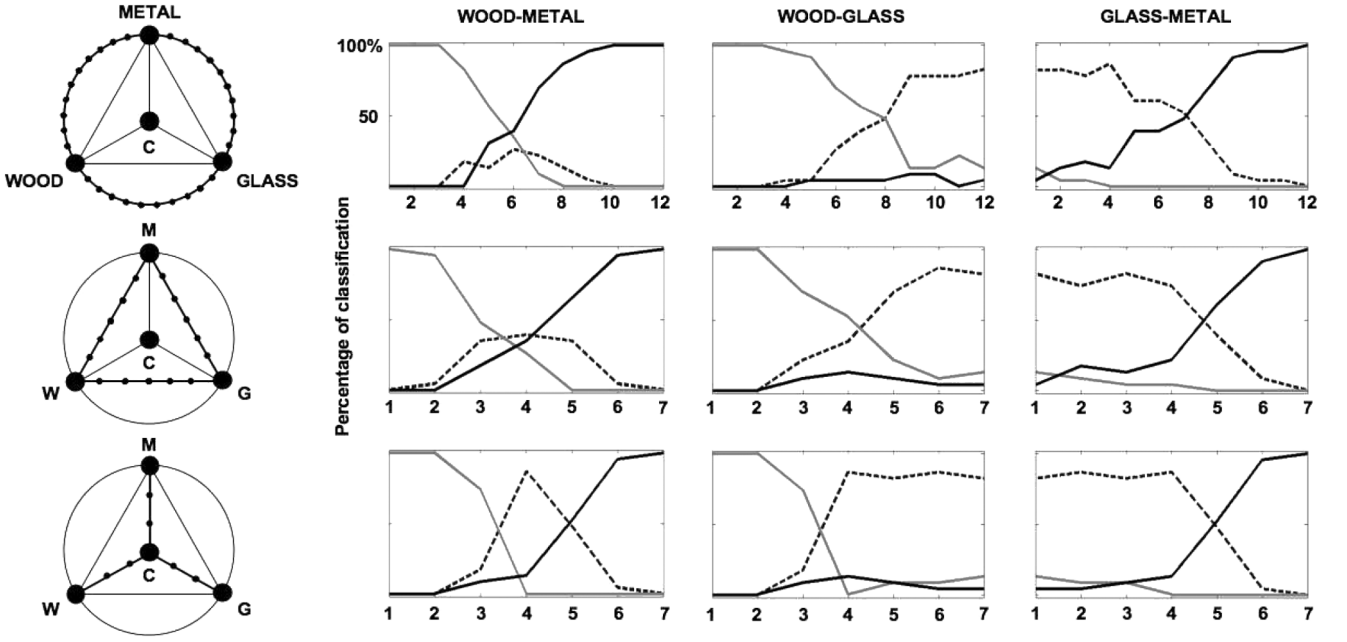 METAL
C
WOOD GLASS
M
C
W G
M
C
W G
Percentage of classification
WOOD-METAL WOOD-GLASS GLASS-METAL
100%
50
2 4 6 8 10 12 2 4 6 8 10 12 2 4 6 8 10 12
1 2 3 4 5 6 7 1 2 3 4 5 6 7 1 2 3 4 5 6 7
1 2 3 4 5 6 7 1 2 3 4 5 6 7 1 2 3 4 5 6 7